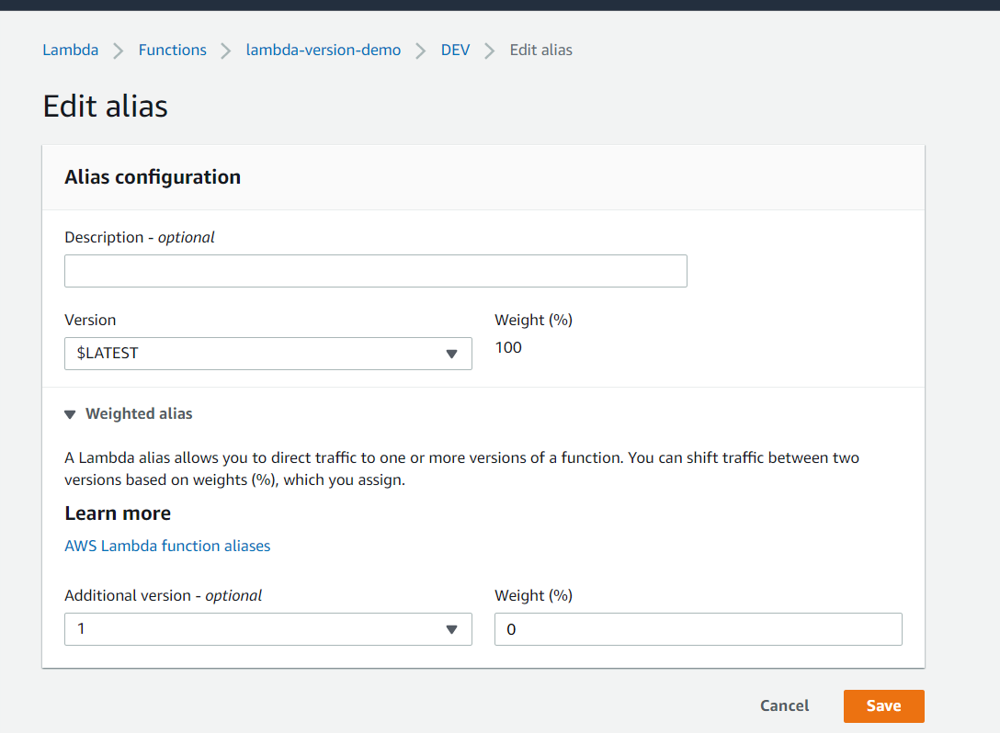 Lambda > Functions > lambda-version-demo > DEV > Edit alias
Edit alias
Alias configuration
Description - optional
Version Weight (%)
$LATEST 100
Weighted alias
A Lambda alias allows you to direct traffic to one or more versions of a function. You can shift traffic between two
versions based on weights (%), which you assign.
Learn more
AWS Lambda function aliases
Additional version - optional Weight (%)
1 0
Cancel Save